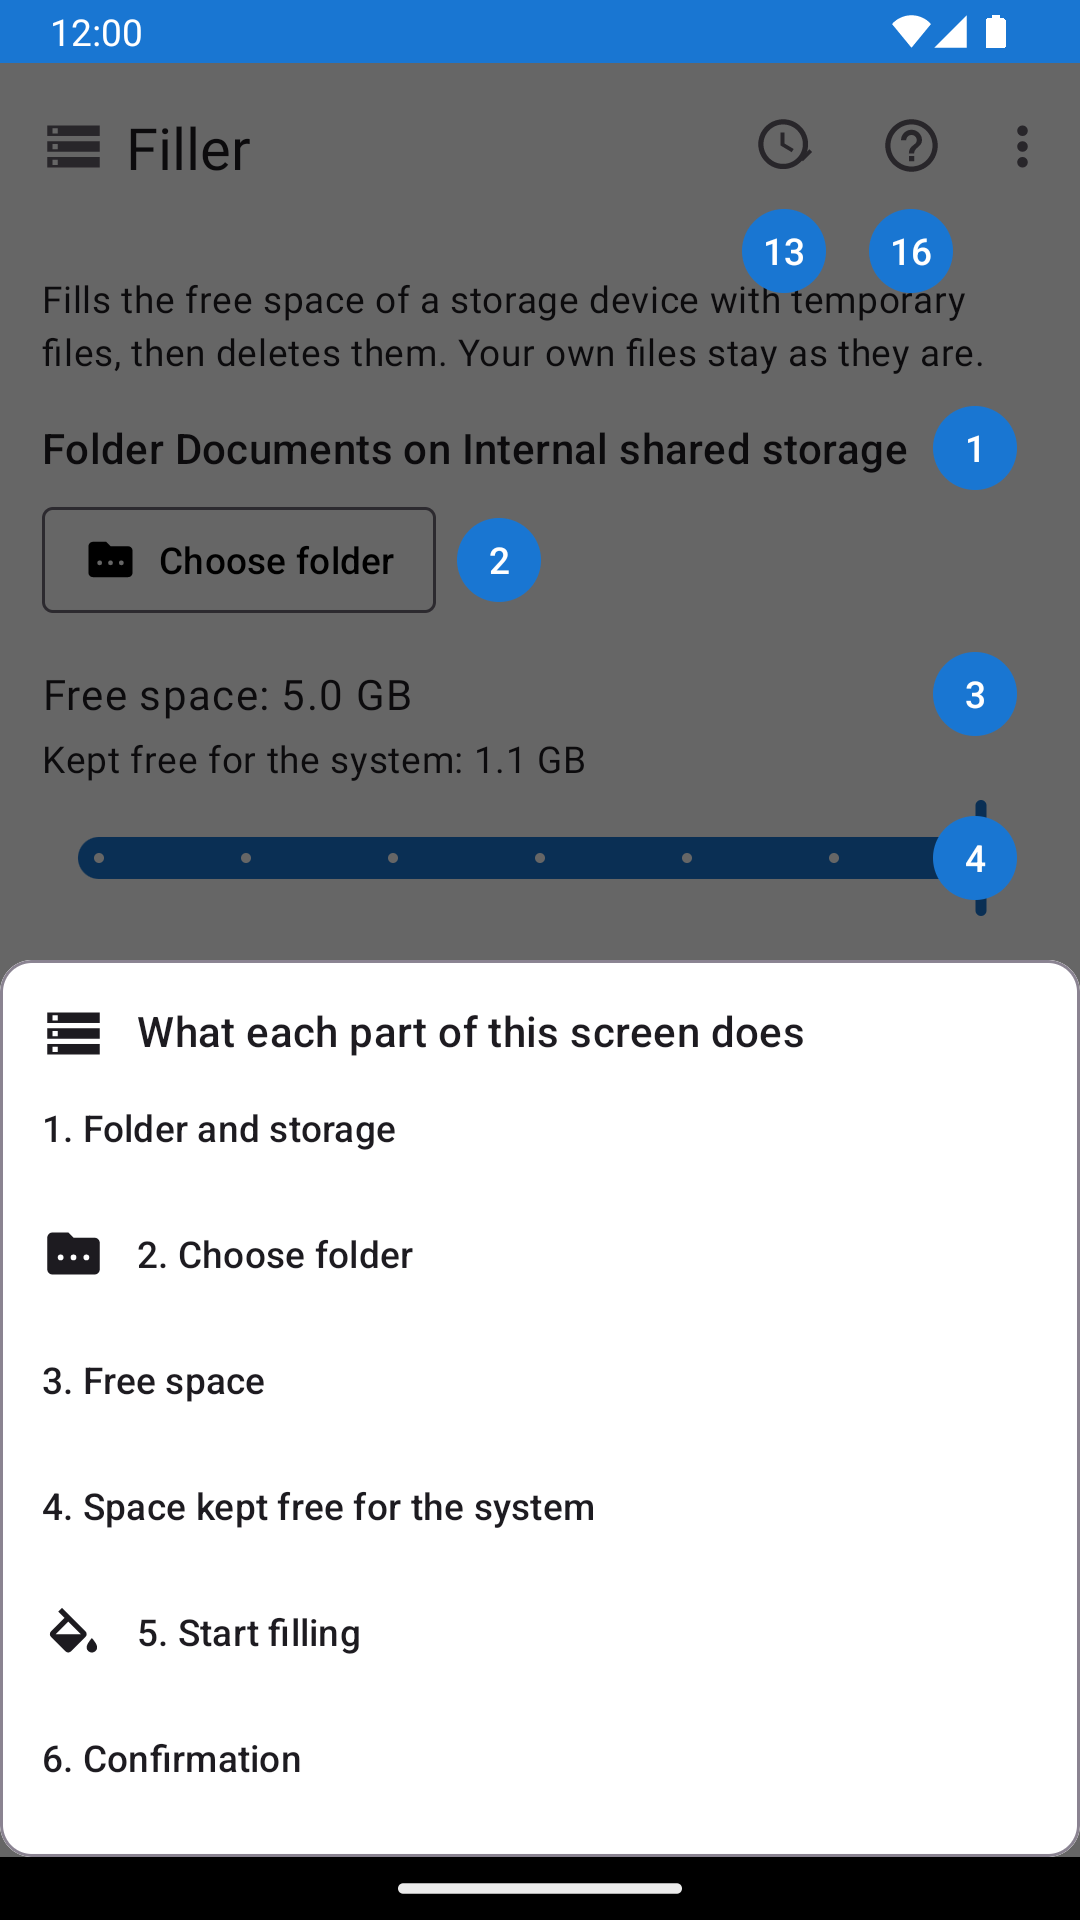 12:00
Filler
13
16
Fills the free space of a storage device with temporary
files, then deletes them. Your own files stay as they are.
Folder Documents on Internal shared storage
1
Choose folder
2
Free space: 5.0 GB
3
Kept free for the system: 1.1 GB
4
What each part of this screen does
1. Folder and storage
2. Choose folder
3. Free space
4. Space kept free for the system
5. Start filling
6. Confirmation